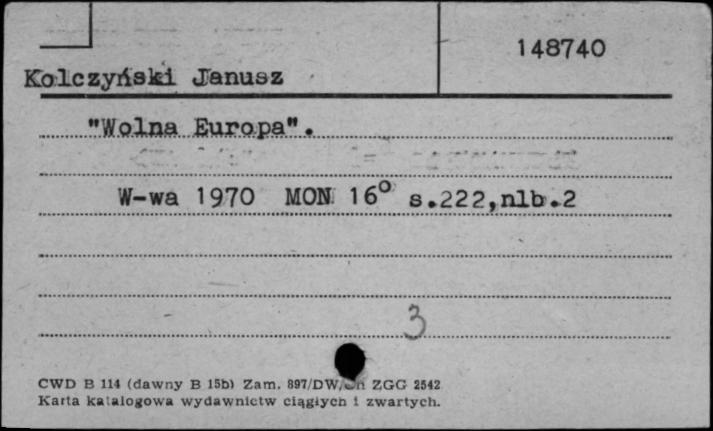 148740
Kolczyński Janusz
"Wolna Europa".
W-wa 1970 MON 16° s.222,nlb.2
3
CWD B 114 (dawny B 15b) Zam. 897/DW/ ZGG 2542
Karta katalogowa wydawnictw ciągłych i zwartych.